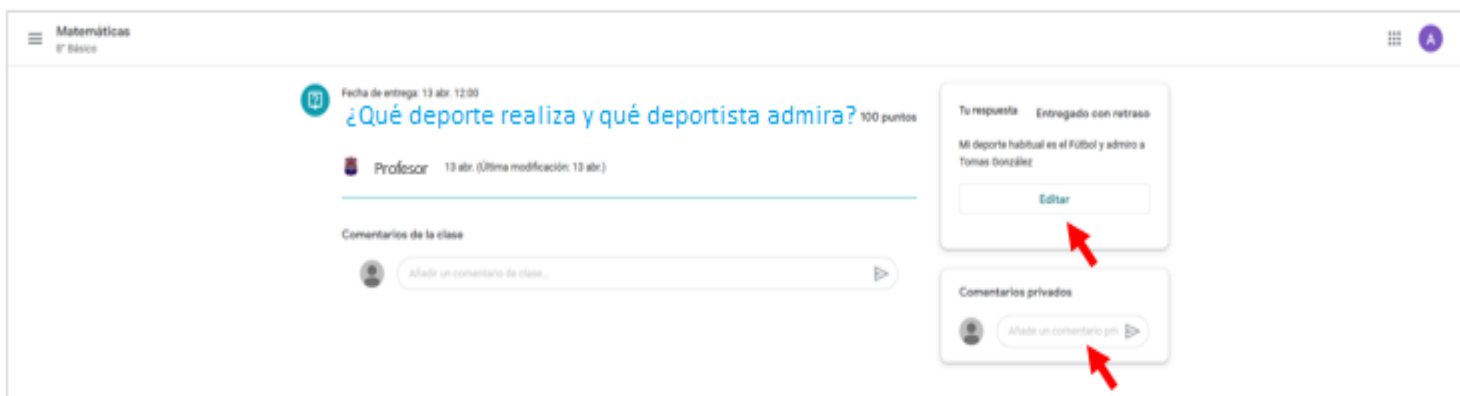 Matemáticas
8° Básico
A
Fecha de entrega: 13 abr. 12:00
¿Qué deporte realiza y qué deportista admira? 100 puntos
Profesor 13 abr. (Última modificación: 13 abr.)
Comentarios de la clase
Añadir un comentario de clase...
Tu respuesta Entregado con retraso
Mi deporte habitual es el Fútbol y admiro a
Tomas González
Editar
Comentarios privados
Añade un comentario pri